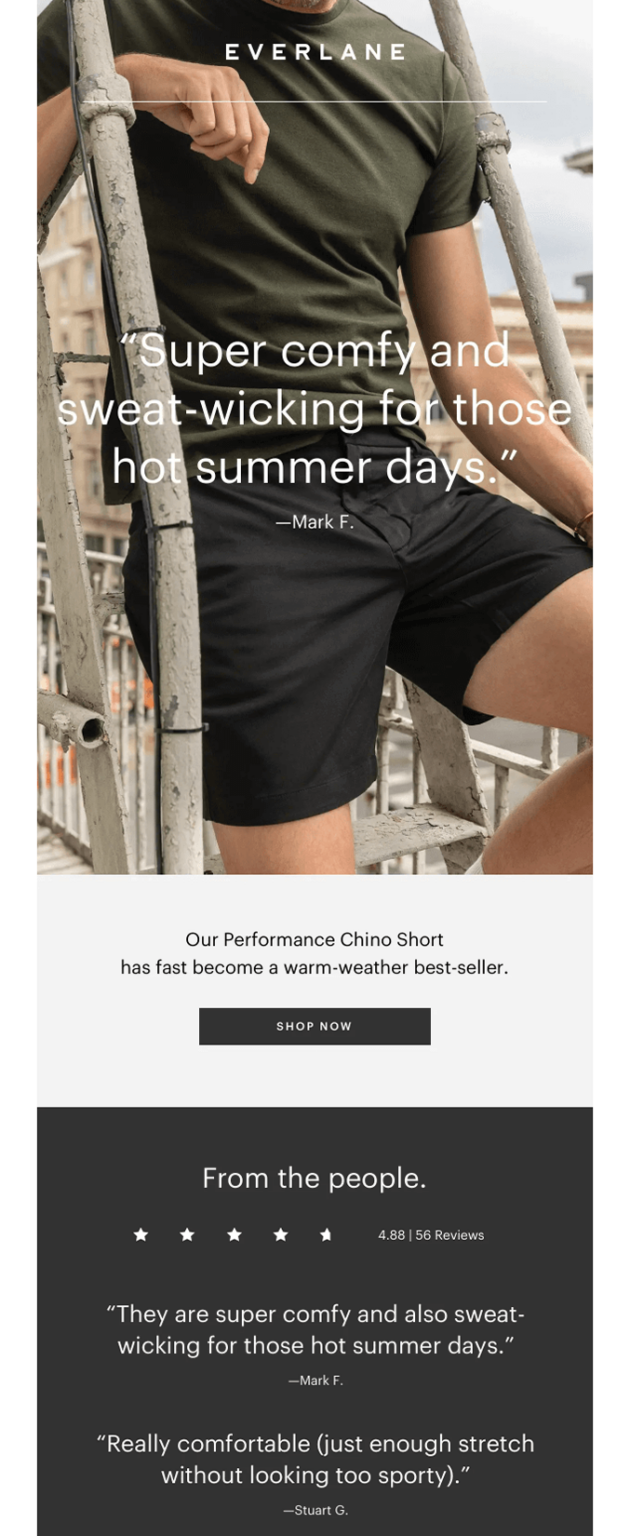 EVERLANE
“Super comfy and
sweat-wicking for those
hot summer days.”
—Mark F.
Our Performance Chino Short
has fast become a warm-weather best-seller.
SHOP NOW
From the people.
4.88 | 56 Reviews
“They are super comfy and also sweat-
wicking for those hot summer days.”
—Mark F.
“Really comfortable (just enough stretch
without looking too sporty).”
—Stuart G.